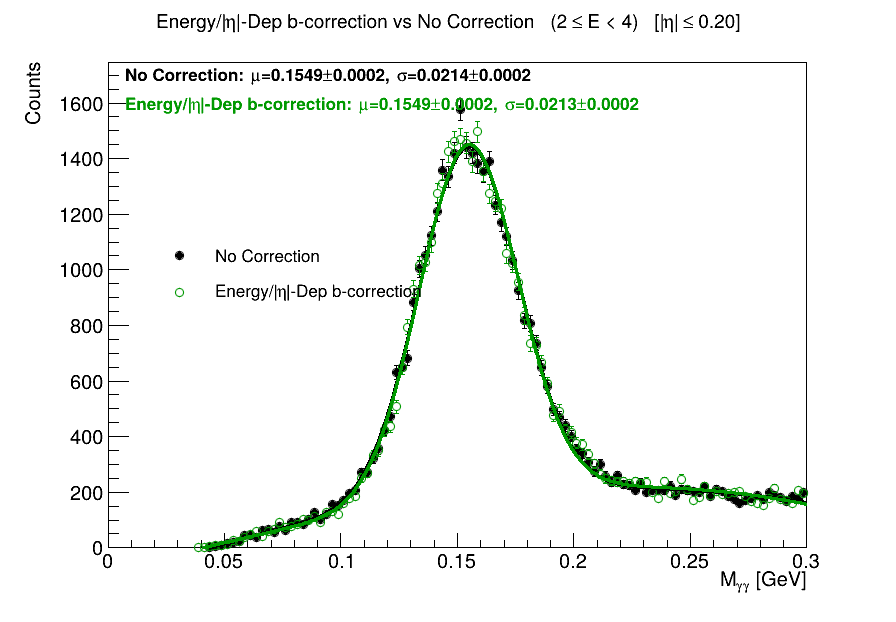 Energy/|η|-Dep b-correction vs No Correction (2 ≤ E < 4) [|η| ≤ 0.20]
Counts
No Correction: μ=0.1549±0.0002, σ=0.0214±0.0002
Energy/|η|-Dep b-correction: μ=0.1549±0.0002, σ=0.0213±0.0002
1600
1400
1200
1000
800
600
400
200
0
No Correction
Energy/|η|-Dep b-correction
0 0.05 0.1 0.15 0.2 0.25 0.3
Mγγ [GeV]